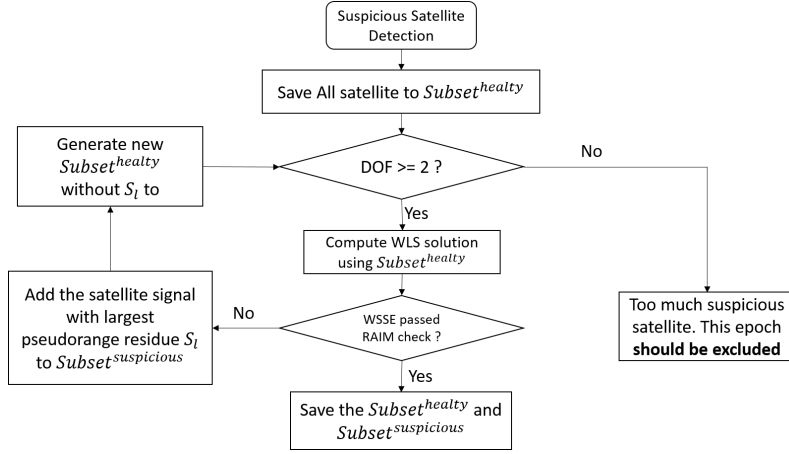 Suspicious Satellite
Detection
Save All satellite to Subset^healty
Generate new
Subset^healty
without S_l to
DOF >= 2 ?
No
Yes
Compute WLS solution
using Subset^healty
Add the satellite signal
with largest
pseudorange residue S_l
to Subset^suspicious
No
WSSE passed
RAIM check ?
Too much suspicious
satellite. This epoch
should be excluded
Yes
Save the Subset^healty and
Subset^suspicious